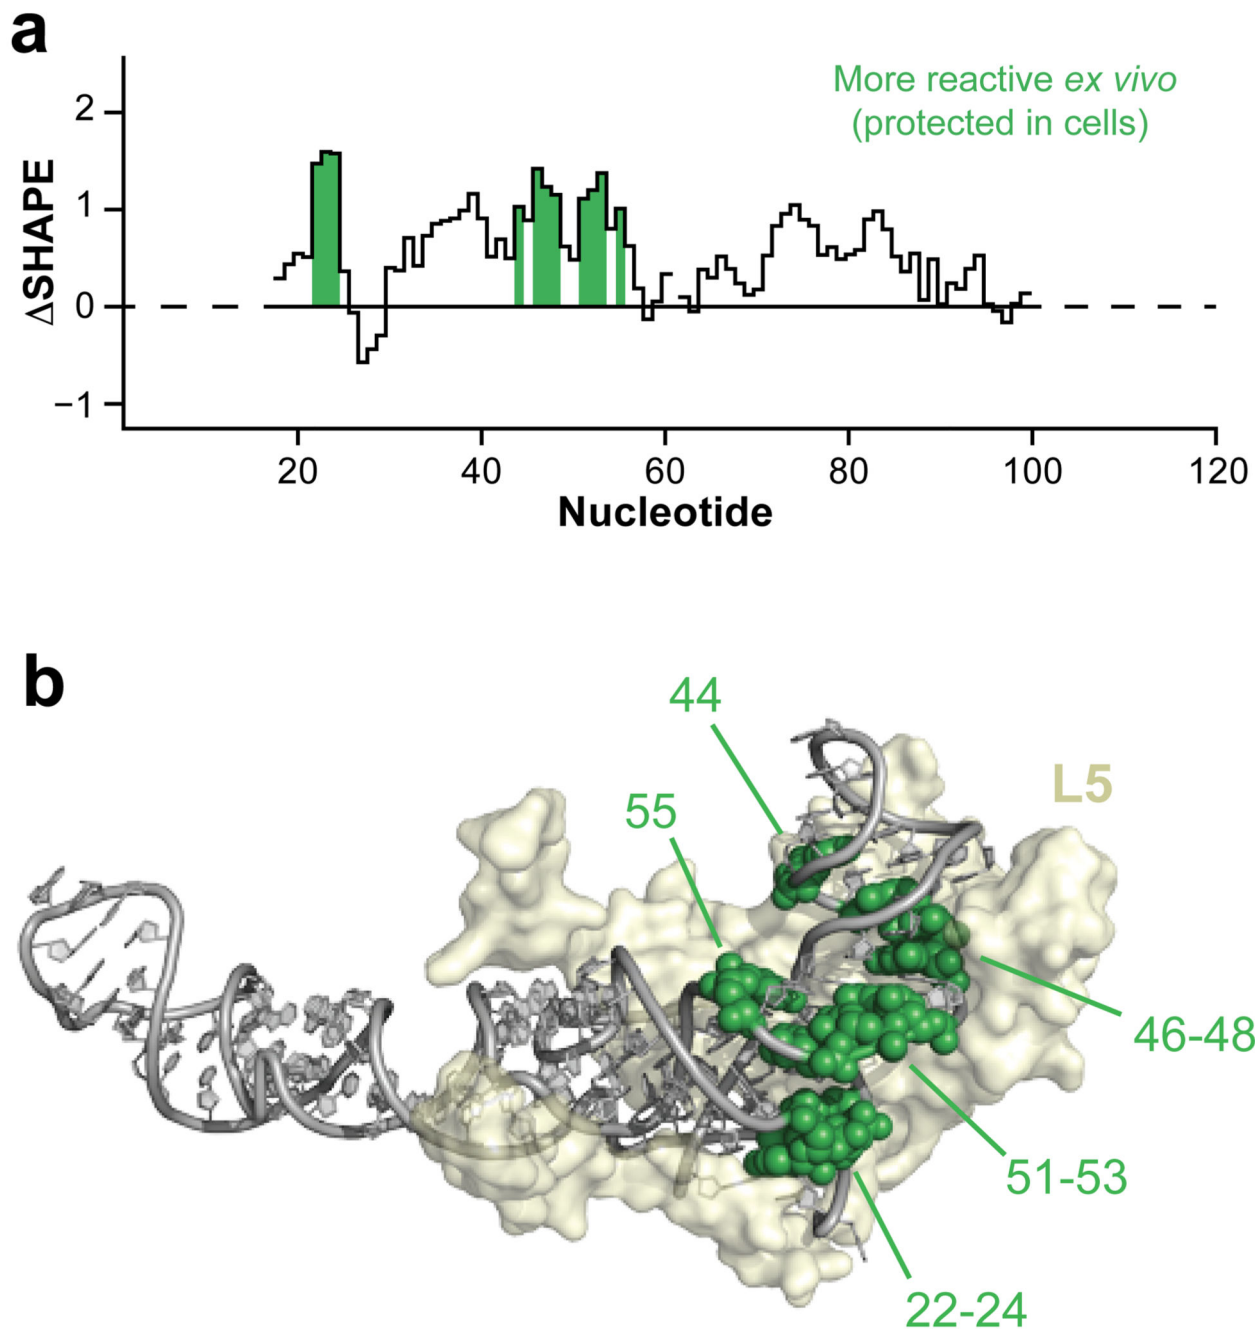 a
More reactive ex vivo
(protected in cells)
ΔSHAPE
2
1
0
−1
20 40 60 80 100 120
Nucleotide
b
44
L5
55
46-48
51-53
22-24